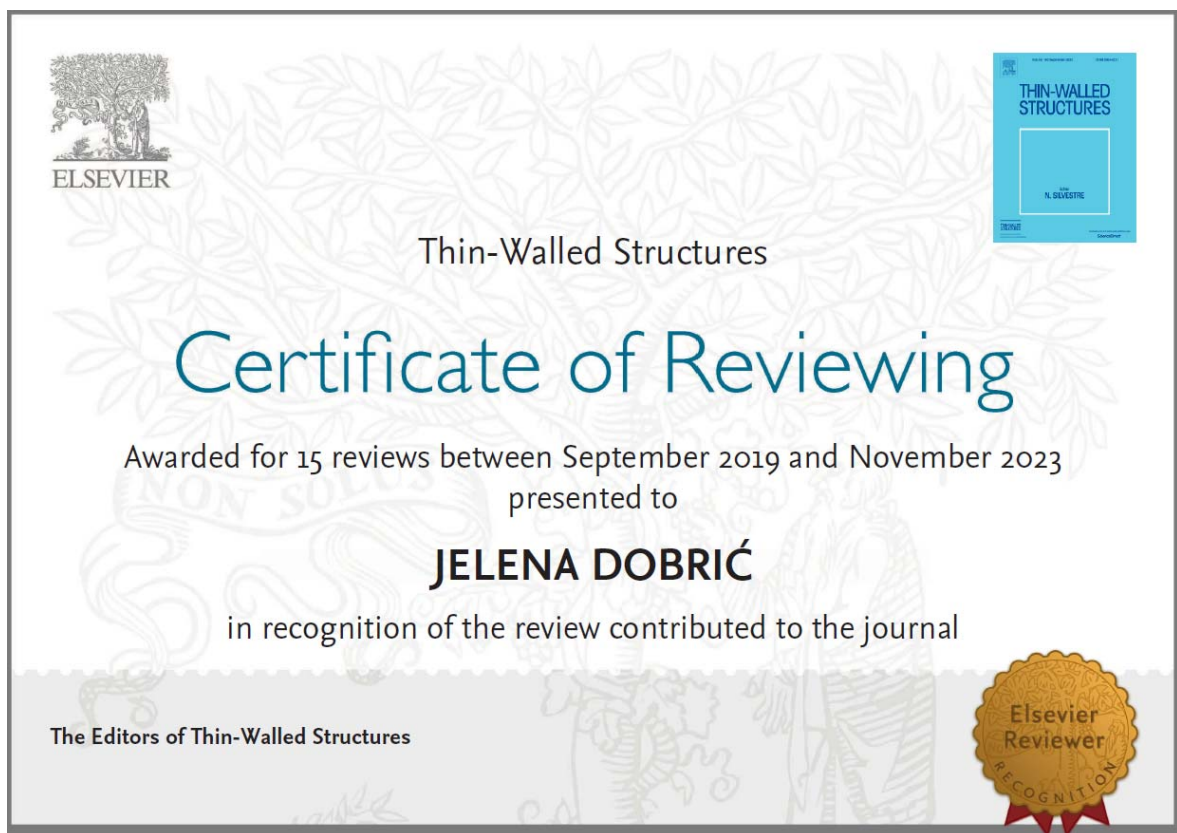 ELSEVIER
THIN-WALLED
STRUCTURES
N. SILVESTRE
Thin-Walled Structures
Certificate of Reviewing
Awarded for 15 reviews between September 2019 and November 2023
presented to
NON SOLUS
JELENA DOBRIĆ
in recognition of the review contributed to the journal
The Editors of Thin-Walled Structures
Elsevier
Reviewer
RECOGNITION